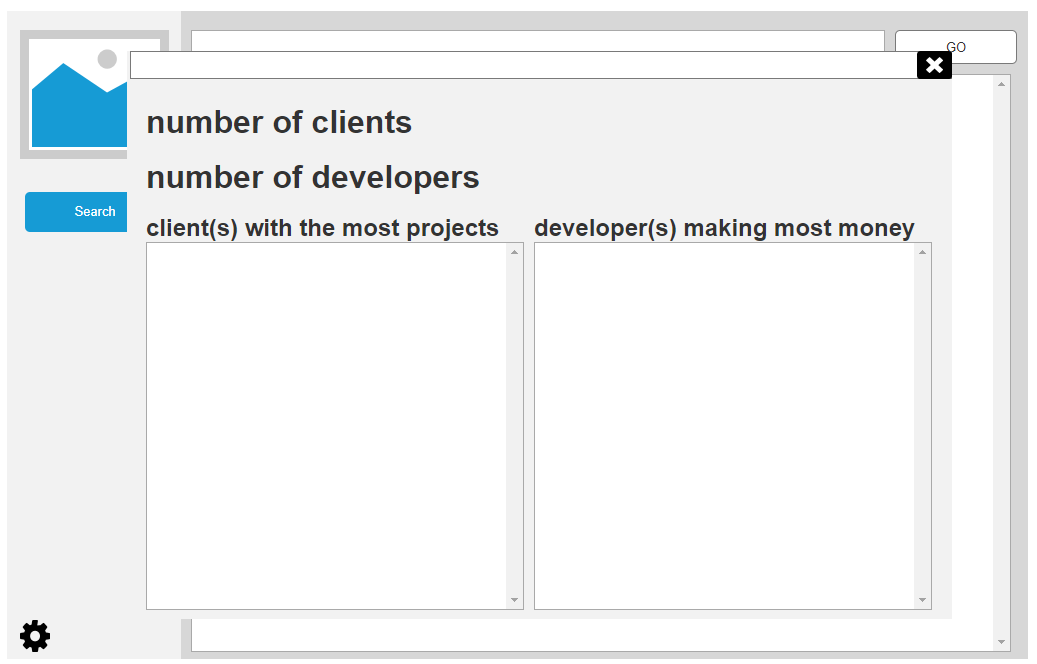 GO
number of clients
number of developers
Search
client(s) with the most projects
developer(s) making most money